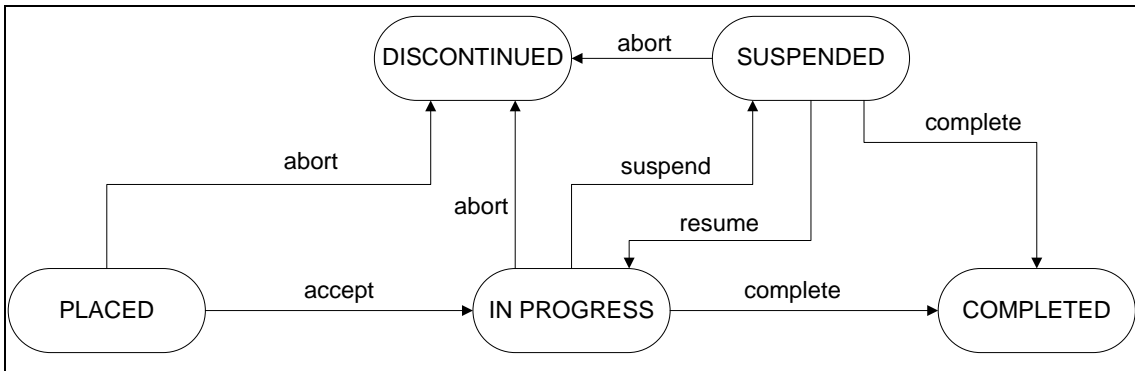 DISCONTINUED
abort
SUSPENDED
complete
abort
suspend
abort
resume
PLACED
accept
IN PROGRESS
complete
COMPLETED